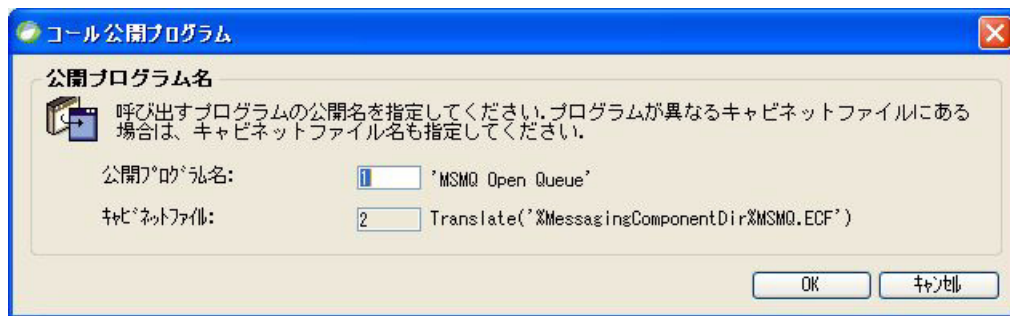 コール公開プログラム
公開プログラム名
呼び出すプログラムの公開名を指定してください.プログラムが異なるキャビネットファイルにある
場合は、キャビネットファイル名も指定してください.
公開ﾌﾟﾛｸﾞﾗﾑ名: 1 'MSMQ Open Queue'
ｷｬﾋﾞﾈｯﾄﾌｧｲﾙ: 2 Translate('%MessagingComponentDir%MSMQ.ECF')
OK ｷｬﾝｾﾙ